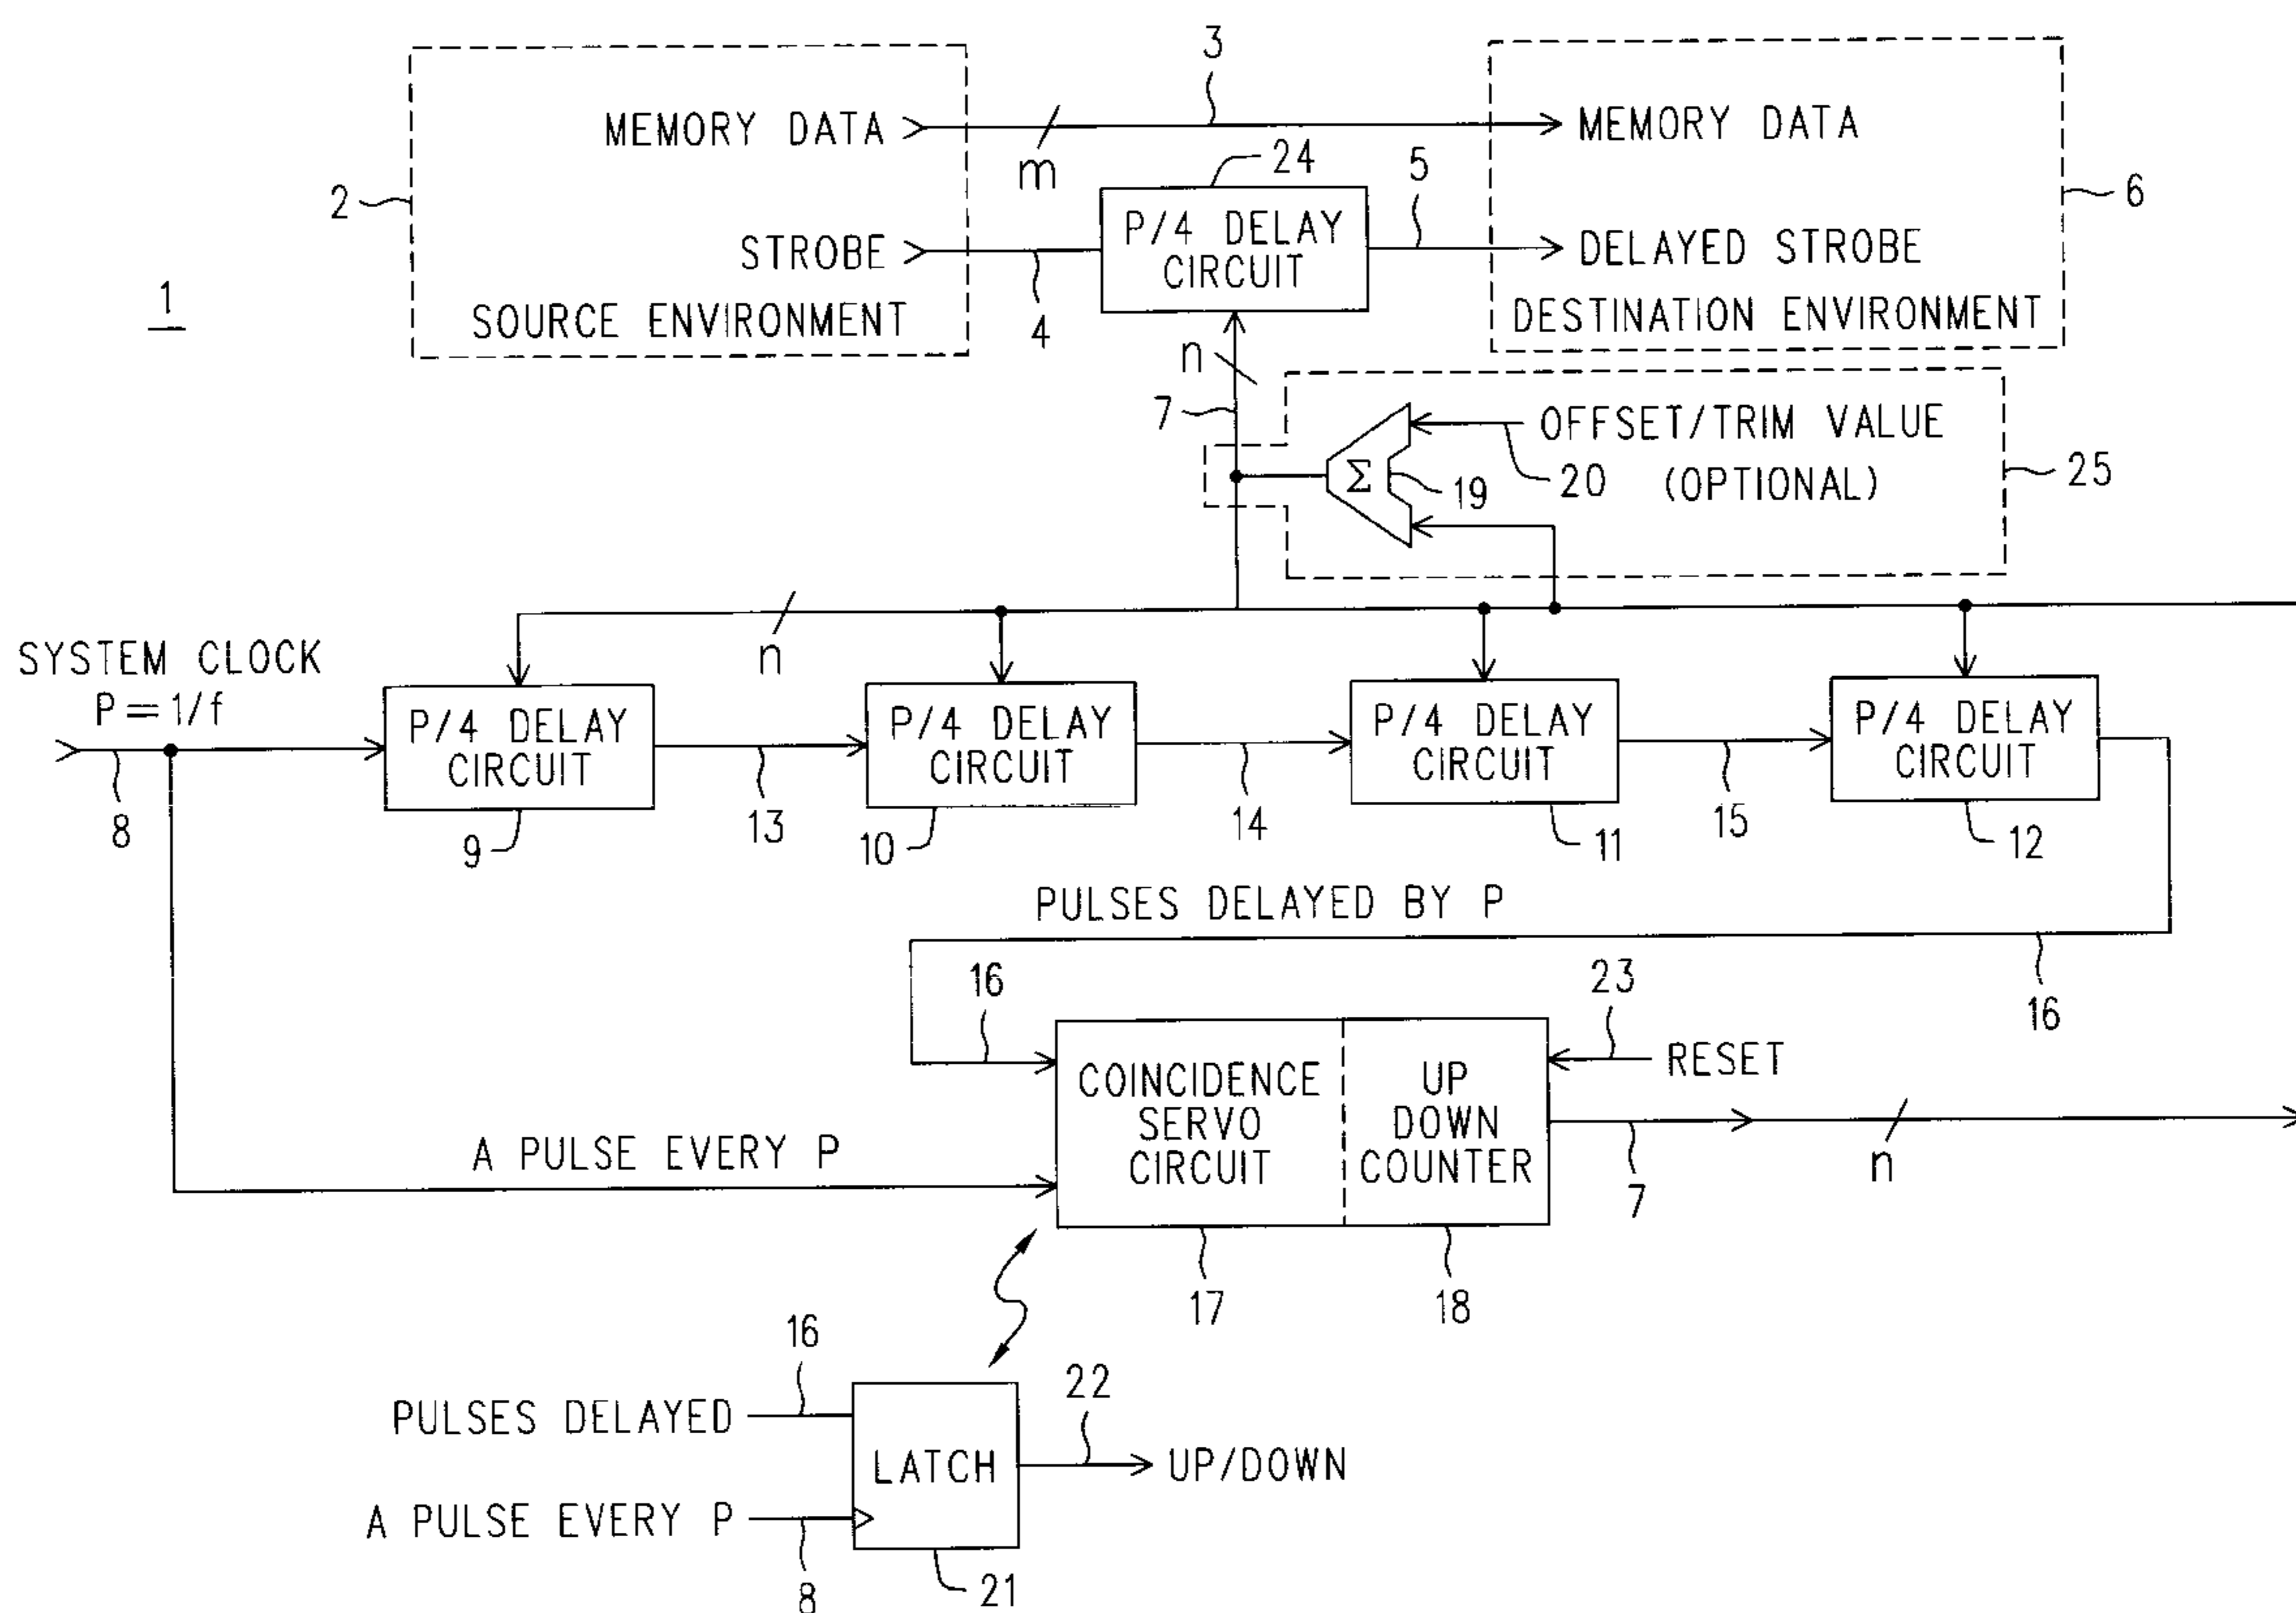 3
MEMORY DATA
m
MEMORY DATA
24
5
2
6
P/4 DELAY
CIRCUIT
STROBE
DELAYED STROBE
1
4
SOURCE ENVIRONMENT
DESTINATION ENVIRONMENT
n
7
OFFSET/TRIM VALUE
Σ
19
20
(OPTIONAL)
25
SYSTEM CLOCK
P=1/f
n
P/4 DELAY
CIRCUIT
P/4 DELAY
CIRCUIT
P/4 DELAY
CIRCUIT
P/4 DELAY
CIRCUIT
8
9
13
10
14
11
15
12
PULSES DELAYED BY P
16
16
23
COINCIDENCE
SERVO
CIRCUIT
UP
DOWN
COUNTER
RESET
A PULSE EVERY P
7
n
17
18
16
PULSES DELAYED
22
LATCH
UP/DOWN
A PULSE EVERY P
8
21